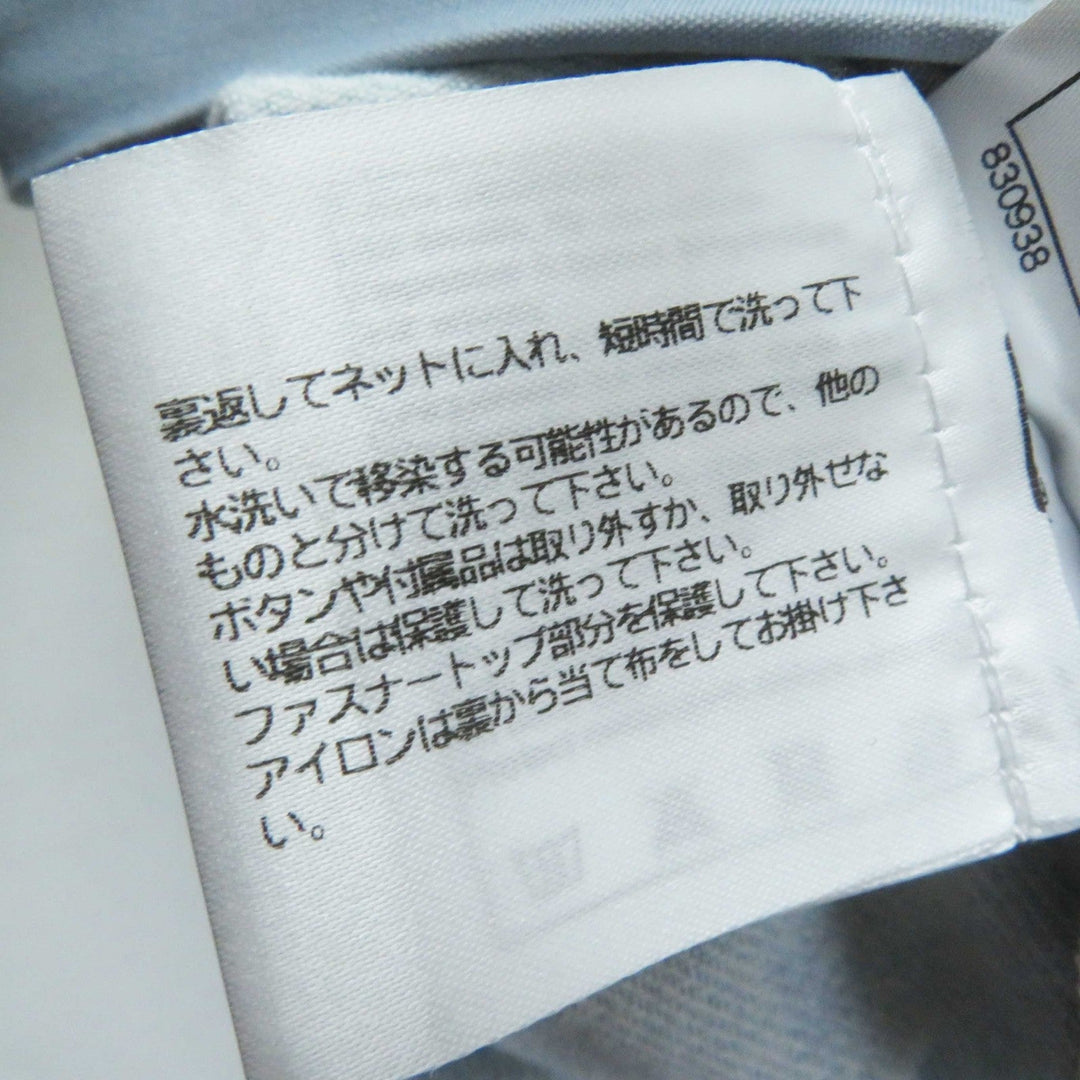 裏返してネットに入れ、短時間で洗って下
さい。
水洗いで移染する可能性があるので、他の
ものと分けて洗って下さい。
ボタンや付属品は取り外すか、取り外せな
い場合は保護して洗って下さい。
ファスナートップ部分を保護して下さい。
アイロンは裏から当て布をしてお掛け下さ
い。
830938